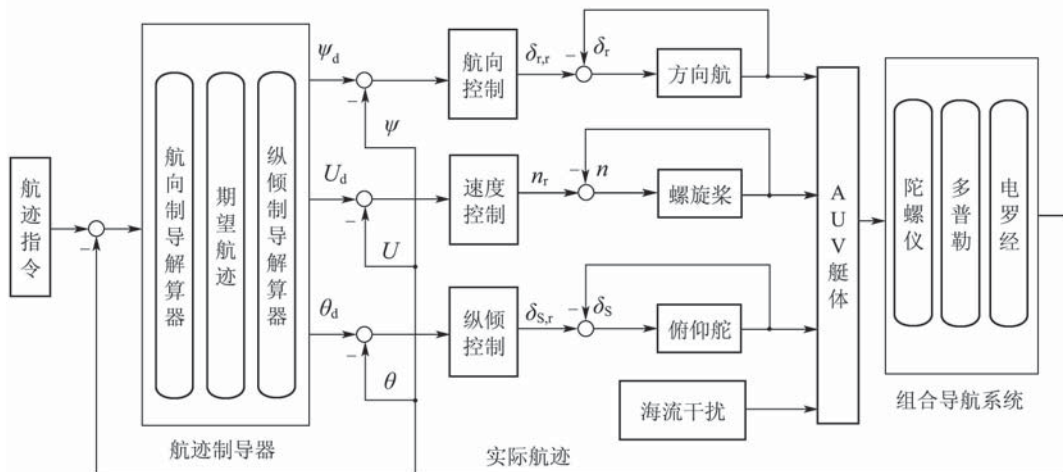 航迹指令
航向制导解算器
期望航迹
纵倾制导解算器
航迹制导器
ψd
ψ
Ud
U
θd
θ
航向
控制
速度
控制
纵倾
控制
δr,r
δr
nr
n
δS,r
δS
方向航
螺旋桨
俯仰舵
海流干扰
AUV艇体
陀螺仪
多普勒
电罗经
组合导航系统
实际航迹